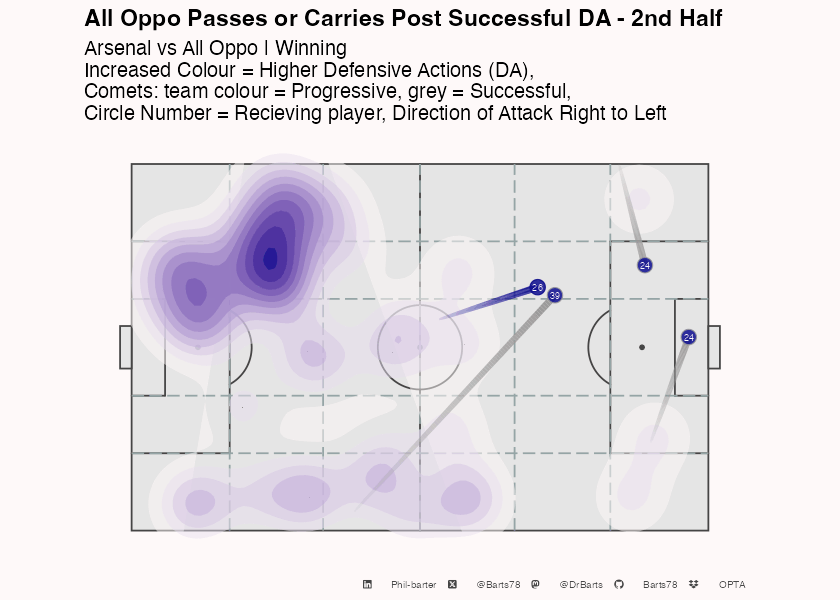 All Oppo Passes or Carries Post Successful DA - 2nd Half
Arsenal vs All Oppo | Winning
Increased Colour = Higher Defensive Actions (DA),
Comets: team colour = Progressive, grey = Successful,
Circle Number = Recieving player, Direction of Attack Right to Left
24
26
39
24
Phil-barter @Barts78 @DrBarts Barts78 OPTA